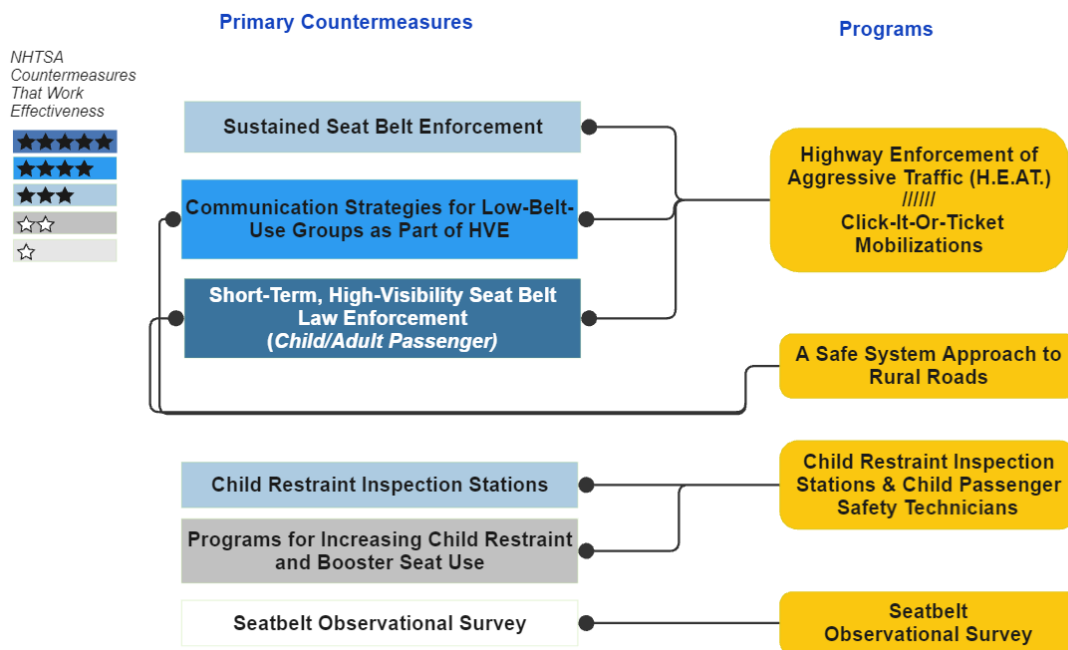 Primary Countermeasures
Programs
NHTSA
Countermeasures
That Work
Effectiveness
Sustained Seat Belt Enforcement
Communication Strategies for Low-Belt-
Use Groups as Part of HVE
Short-Term, High-Visibility Seat Belt
Law Enforcement
(Child/Adult Passenger)
Highway Enforcement of
Aggressive Traffic (H.E.AT.)
//////
Click-It-Or-Ticket
Mobilizations
A Safe System Approach to
Rural Roads
Child Restraint Inspection Stations
Programs for Increasing Child Restraint
and Booster Seat Use
Child Restraint Inspection
Stations & Child Passenger
Safety Technicians
Seatbelt Observational Survey
Seatbelt
Observational Survey